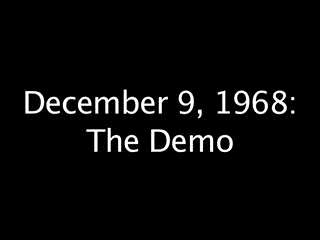 December 9, 1968:
The Demo